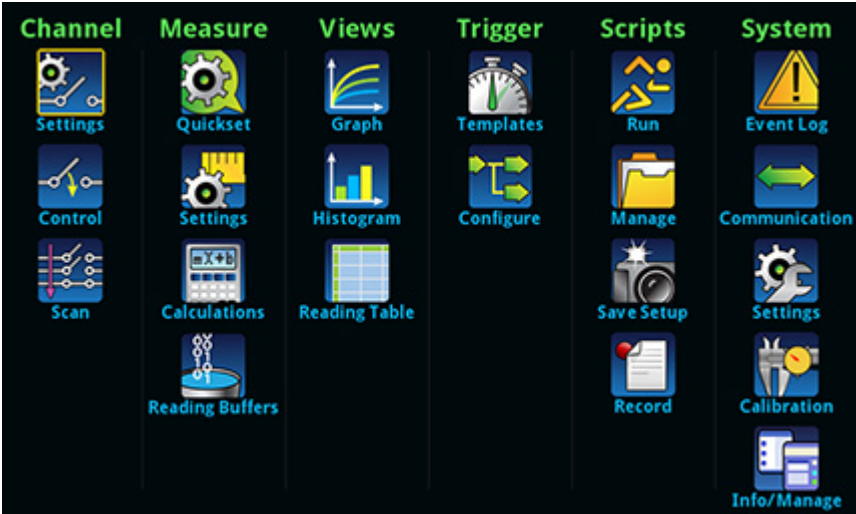 Channel Measure Views Trigger Scripts System
Settings Quickset Graph Templates Run Event Log
Control Settings Histogram Configure Manage Communication
mX+b
Scan Calculations Reading Table Save Setup Settings
Reading Buffers Record Calibration
Info/Manage